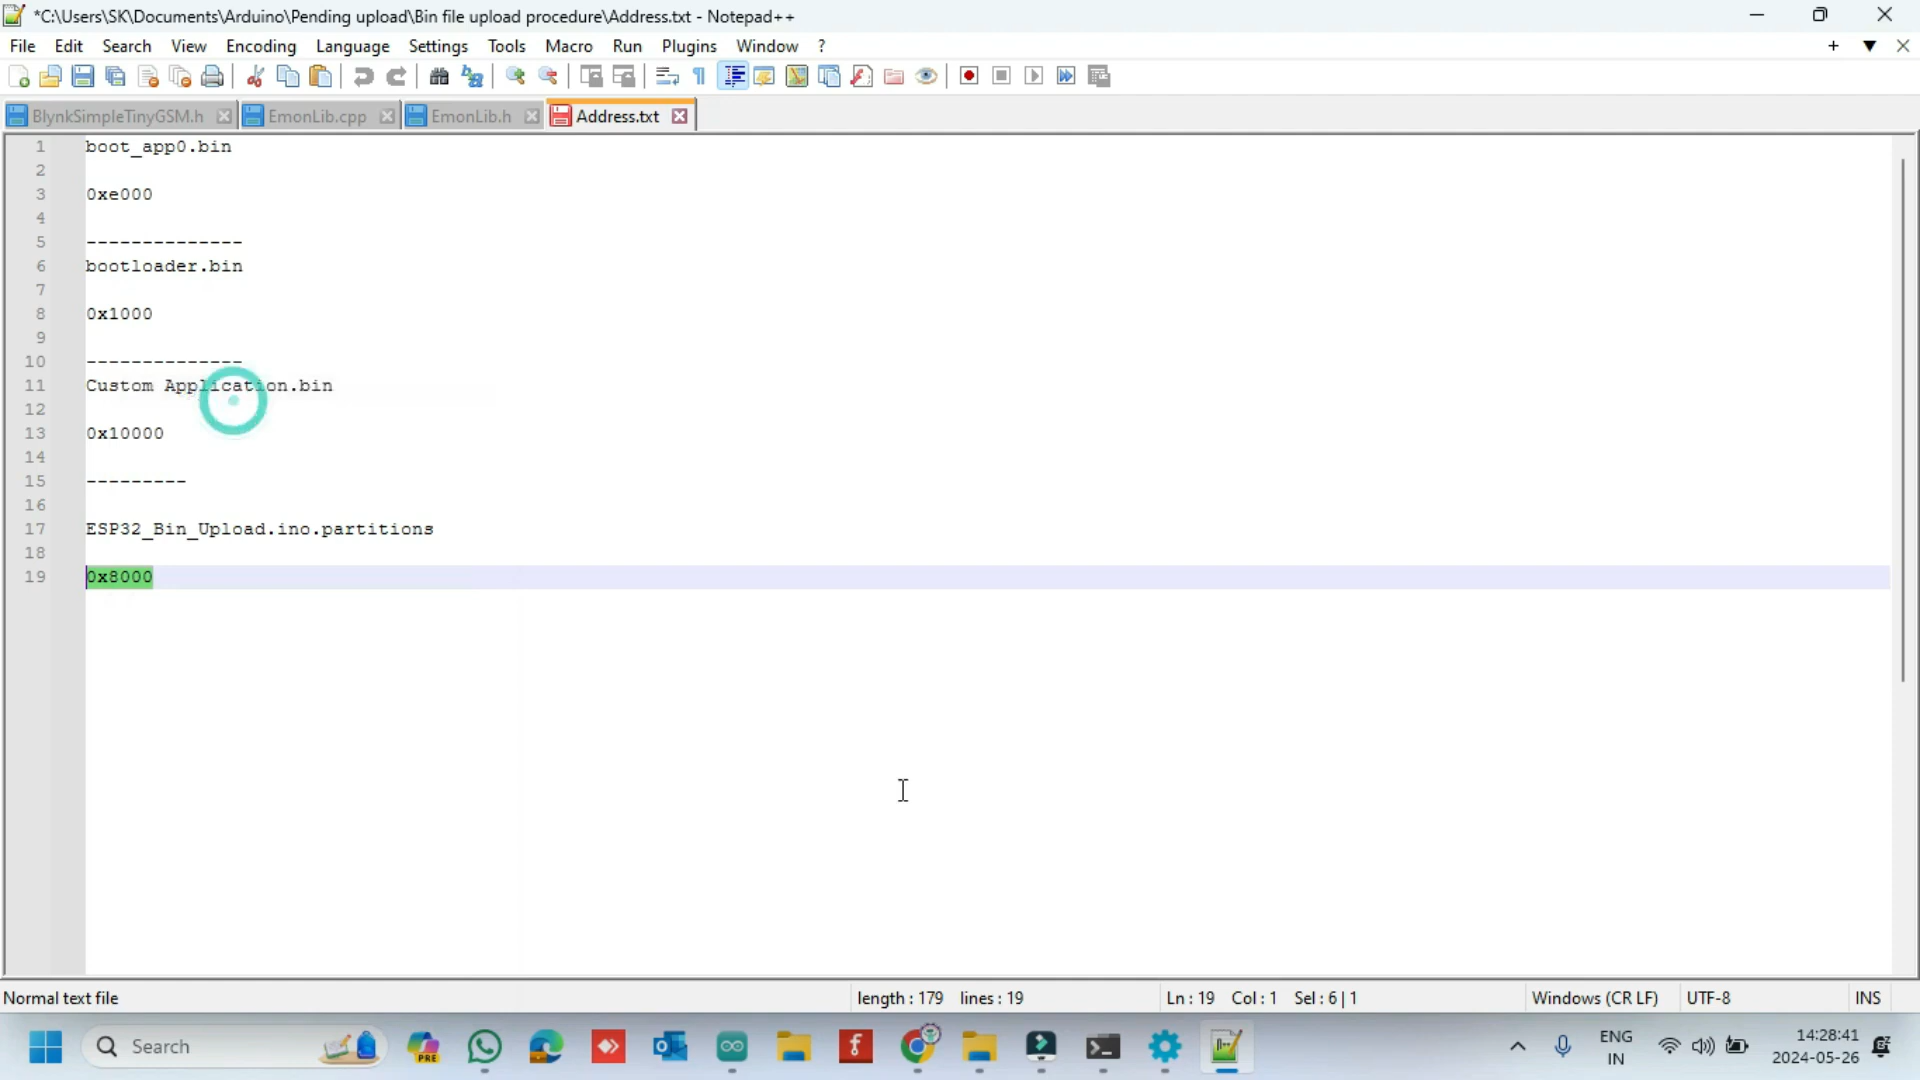 *C:\Users\SK\Documents\Arduino\Pending upload\Bin file upload procedure\Address.txt - Notepad++
File Edit Search View Encoding Language Settings Tools Macro Run Plugins Window ?
BlynkSimpleTinyGSM.h EmonLib.cpp EmonLib.h Address.txt
1 boot_app0.bin
2
3 0xe000
4
5 --------------
6 bootloader.bin
7
8 0x1000
9
10 --------------
11 Custom Application.bin
12
13 0x10000
14
15 ---------
16
17 ESP32_Bin_Upload.ino.partitions
18
19 0x8000
Normal text file length : 179 lines : 19 Ln : 19 Col : 1 Sel : 6 | 1 Windows (CR LF) UTF-8 INS
Search PRE ENG 14:28:41
IN 2024-05-26